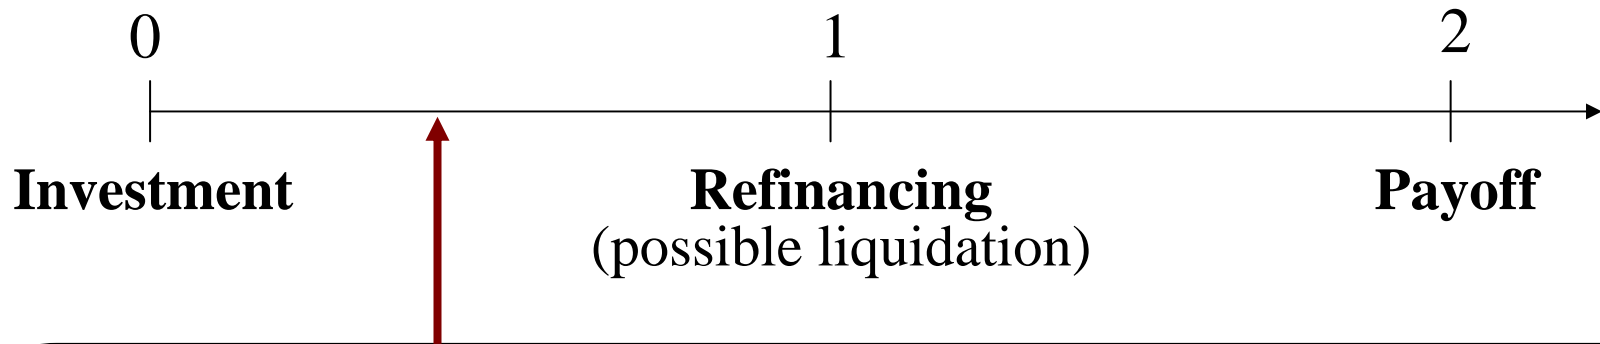 0 1 2
Investment Refinancing Payoff
(possible liquidation)